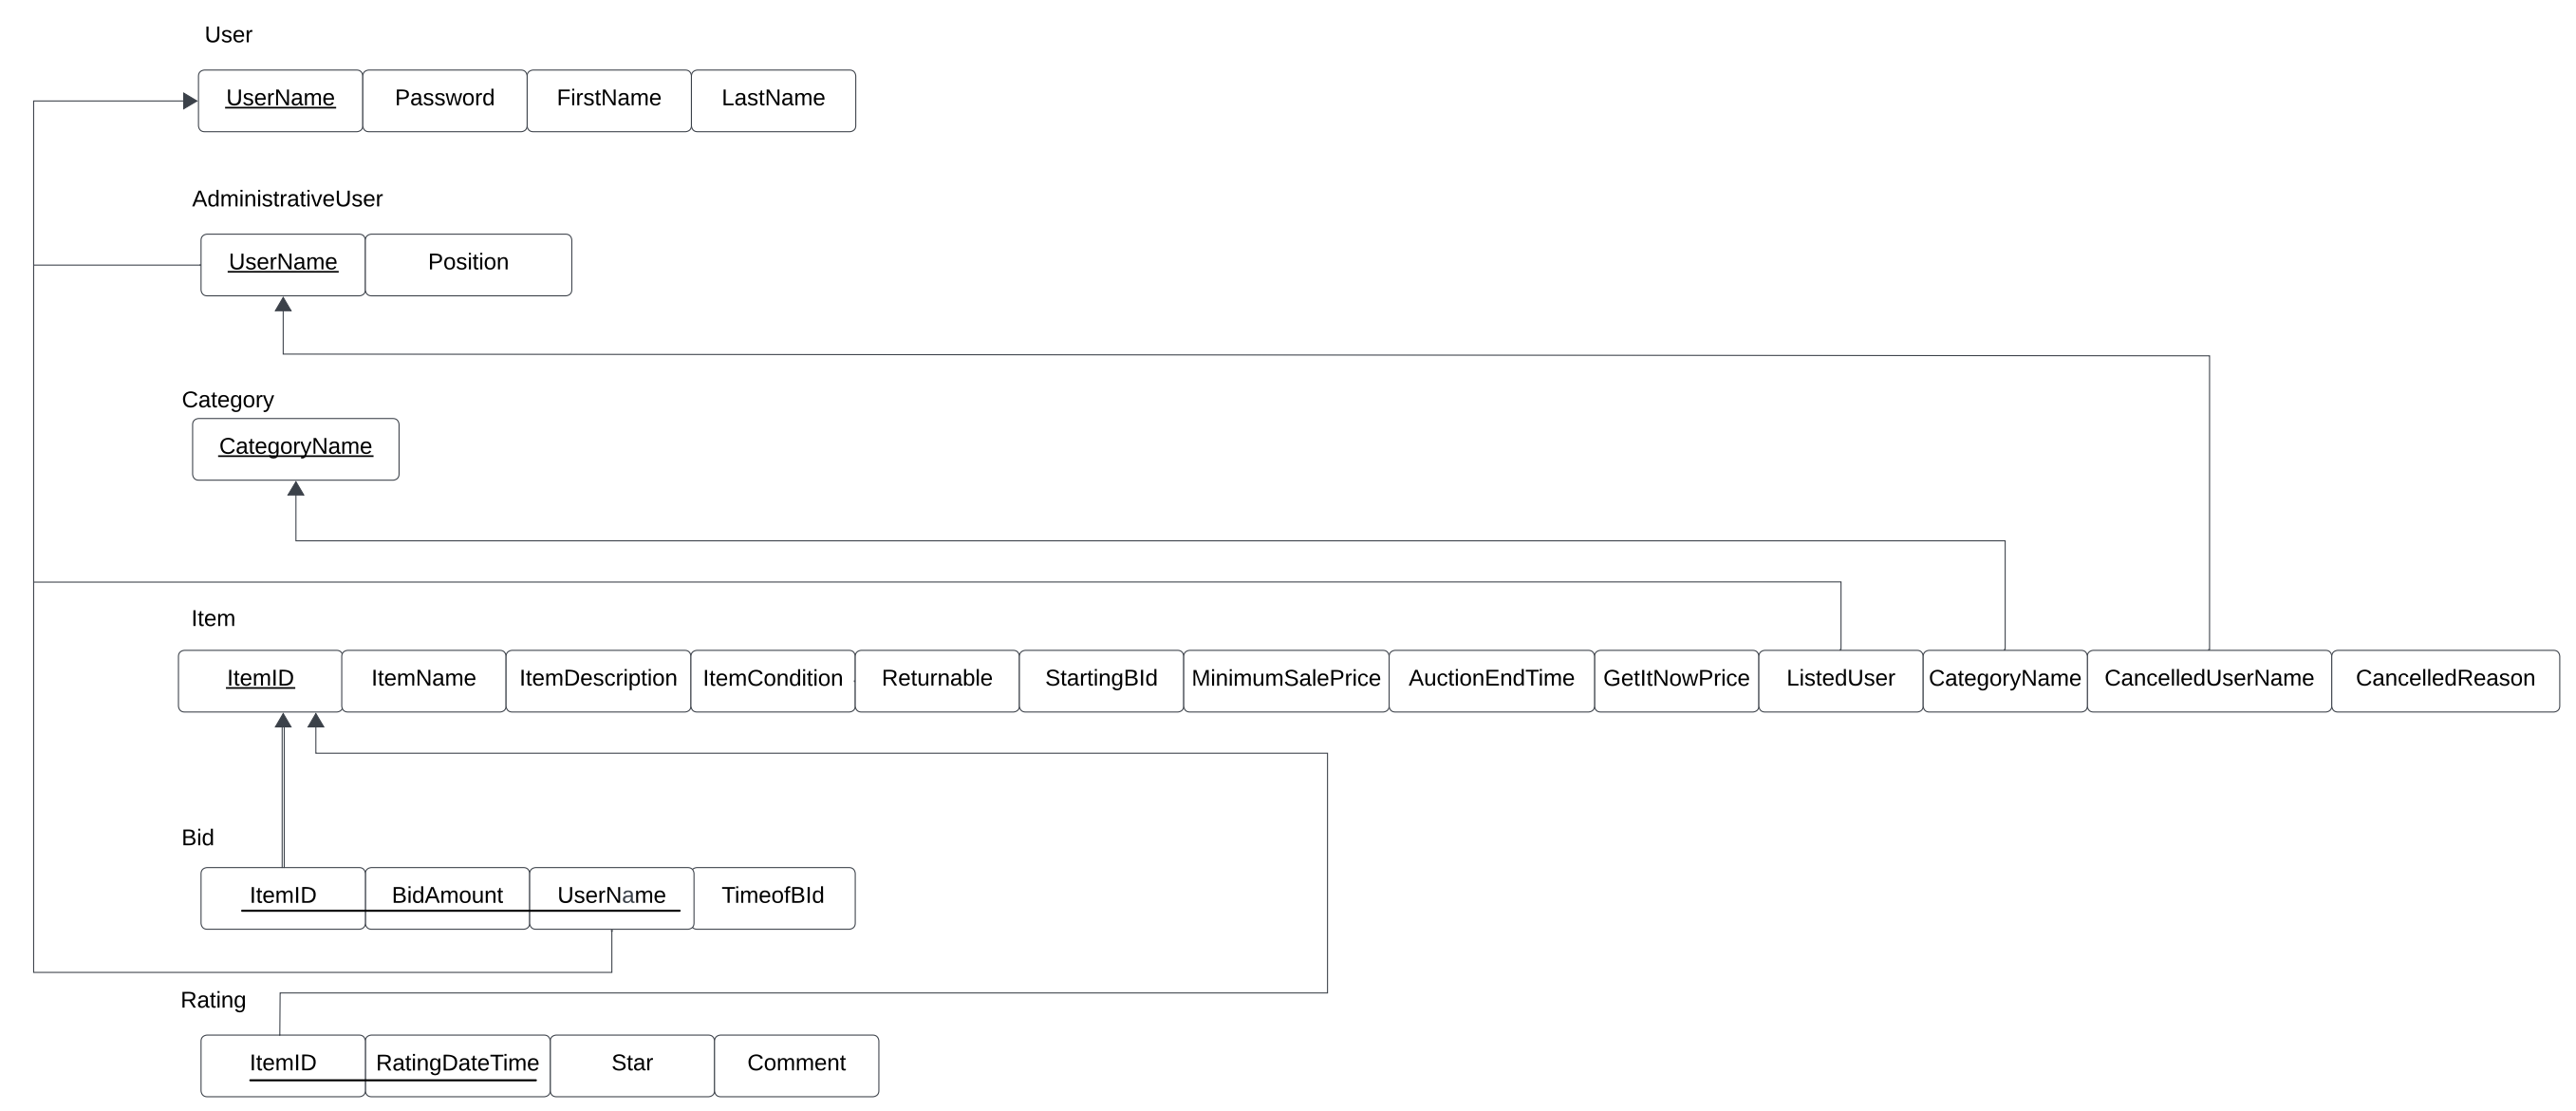 User
UserName Password FirstName LastName
AdministrativeUser
UserName Position
Category
CategoryName
Item
ItemID ItemName ItemDescription ItemCondition Returnable StartingBId MinimumSalePrice AuctionEndTime GetItNowPrice ListedUser CategoryName CancelledUserName CancelledReason
Bid
ItemID BidAmount UserName TimeofBId
Rating
ItemID RatingDateTime Star Comment